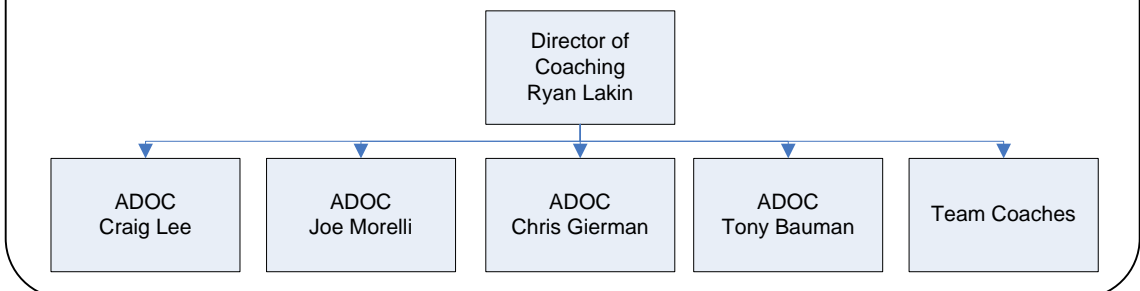 Director of
Coaching
Ryan Lakin
ADOC
Craig Lee
ADOC
Joe Morelli
ADOC
Chris Gierman
ADOC
Tony Bauman
Team Coaches